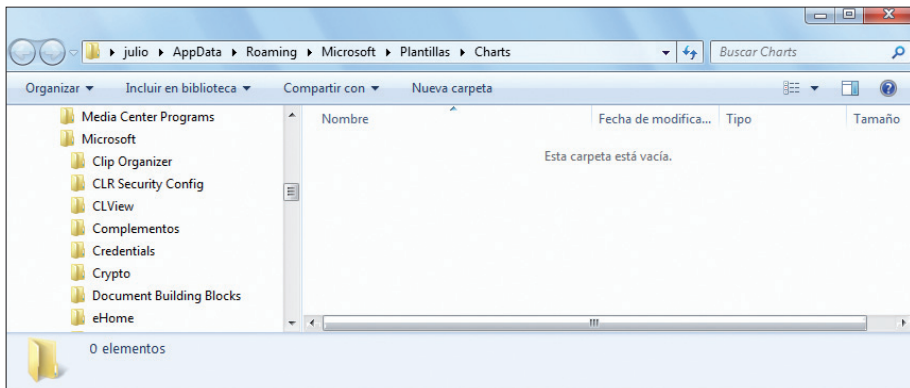 julio ▸ AppData ▸ Roaming ▸ Microsoft ▸ Plantillas ▸ Charts
Buscar Charts
Organizar ▾ Incluir en biblioteca ▾ Compartir con ▾ Nueva carpeta
Media Center Programs
Microsoft
Clip Organizer
CLR Security Config
CLView
Complementos
Credentials
Crypto
Document Building Blocks
eHome
Nombre Fecha de modifica... Tipo Tamaño
Esta carpeta está vacía.
0 elementos